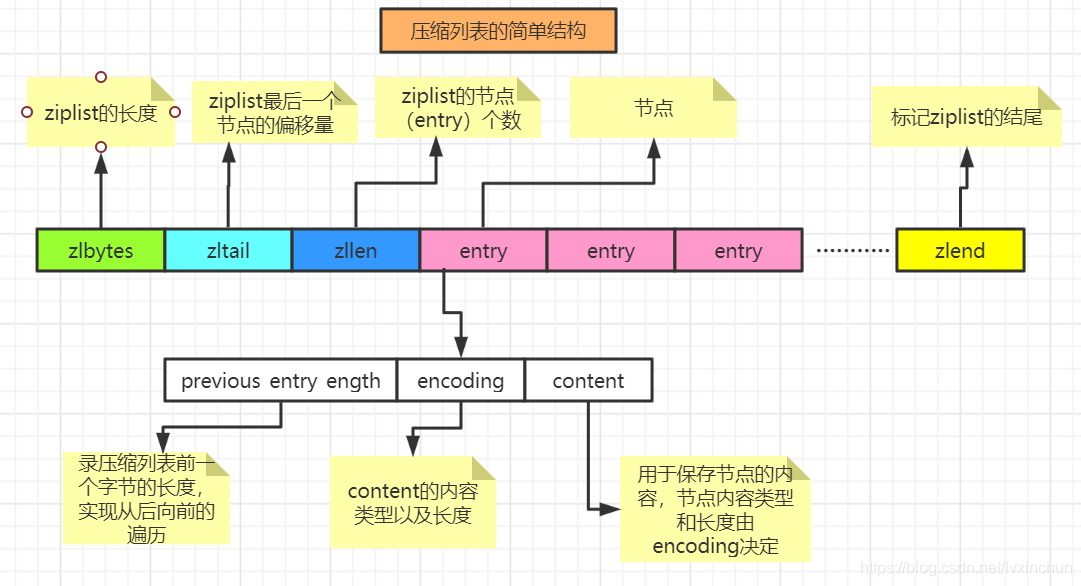 压缩列表的简单结构
ziplist的长度
ziplist最后一个
节点的偏移量
ziplist的节点
（entry）个数
节点
标记ziplist的结尾
zlbytes
zltail
zllen
entry
entry
entry
zlend
previous entry ength
encoding
content
录压缩列表前一
个字节的长度，
实现从后向前的
遍历
content的内容
类型以及长度
用于保存节点的内
容，节点内容类型
和长度由
encoding决定
https://blog.csdn.net/lvxinchun